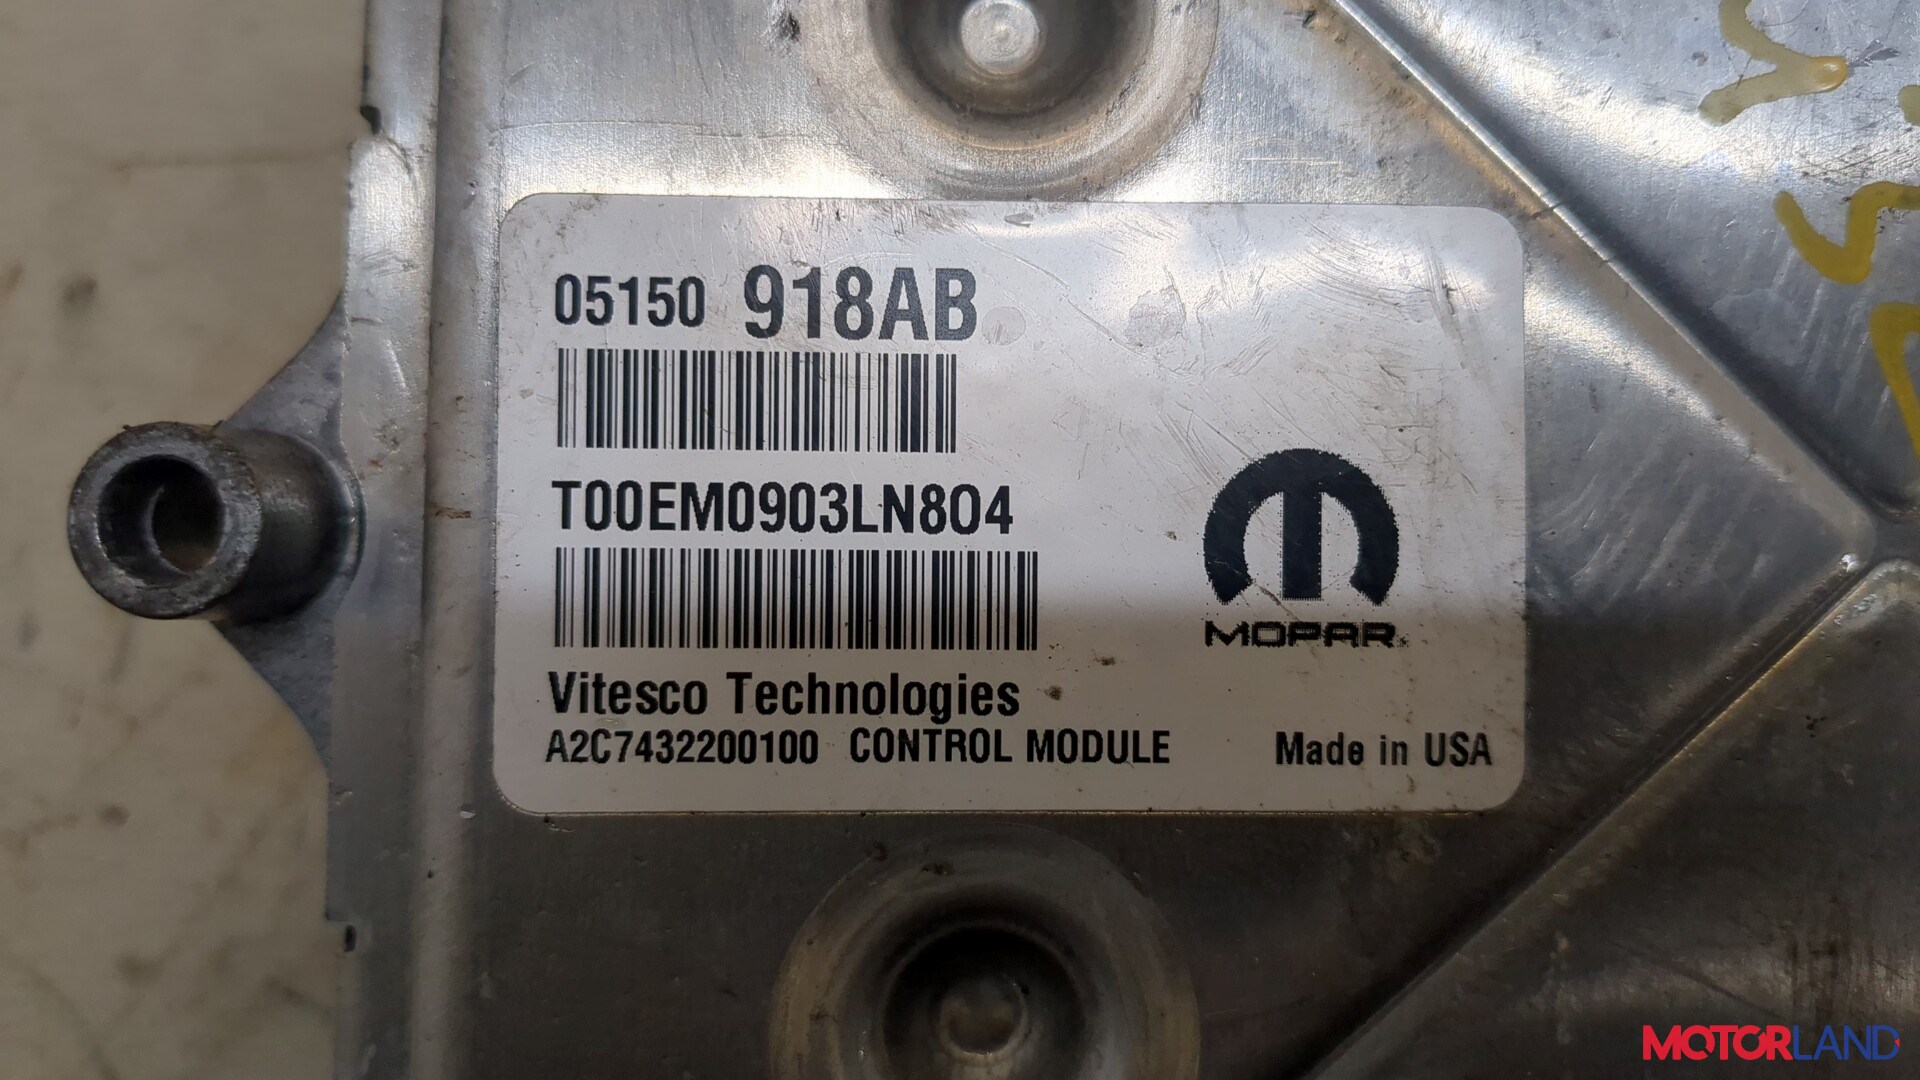 05150 918AB
T00EM0903LN804
MOPAR
Vitesco Technologies
A2C7432200100 CONTROL MODULE Made in USA
MOTORLAND